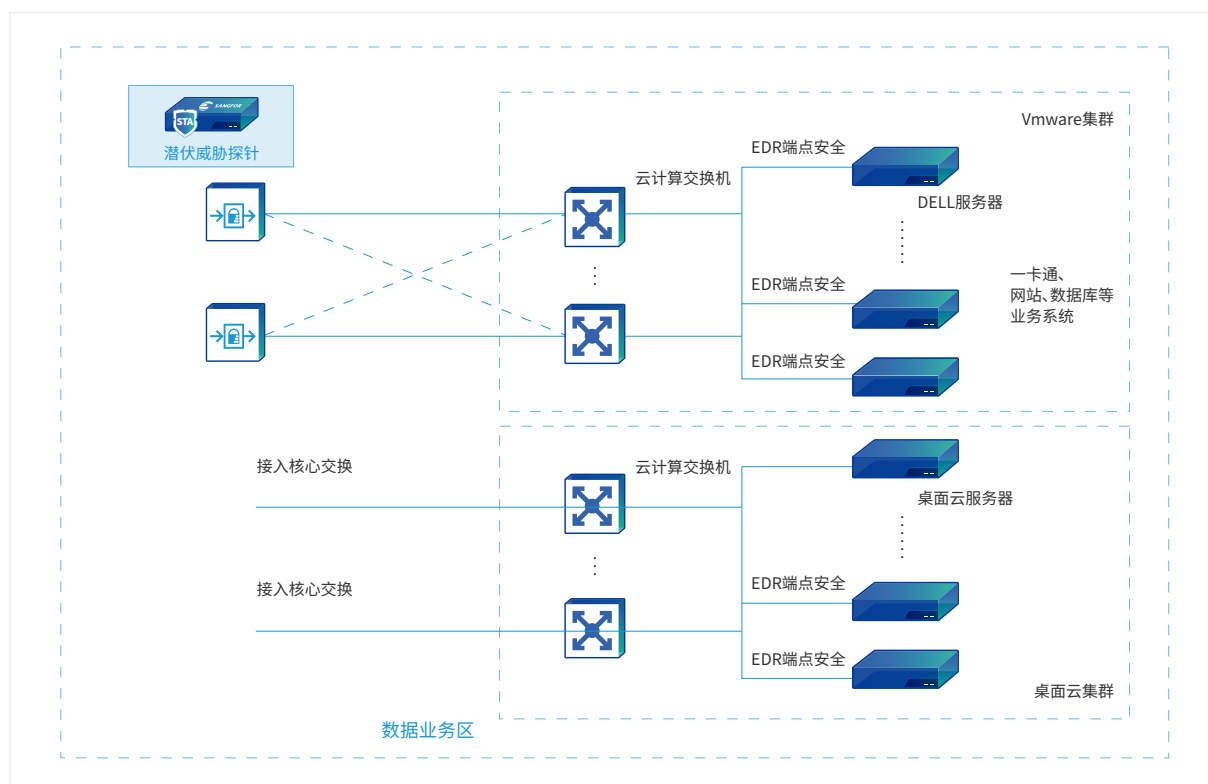 SANGFOR
STA
潜伏威胁探针
Vmware集群
EDR端点安全
云计算交换机
DELL服务器
EDR端点安全
一卡通、
网站、数据库等
业务系统
EDR端点安全
接入核心交换
云计算交换机
桌面云服务器
接入核心交换
EDR端点安全
EDR端点安全
桌面云集群
数据业务区